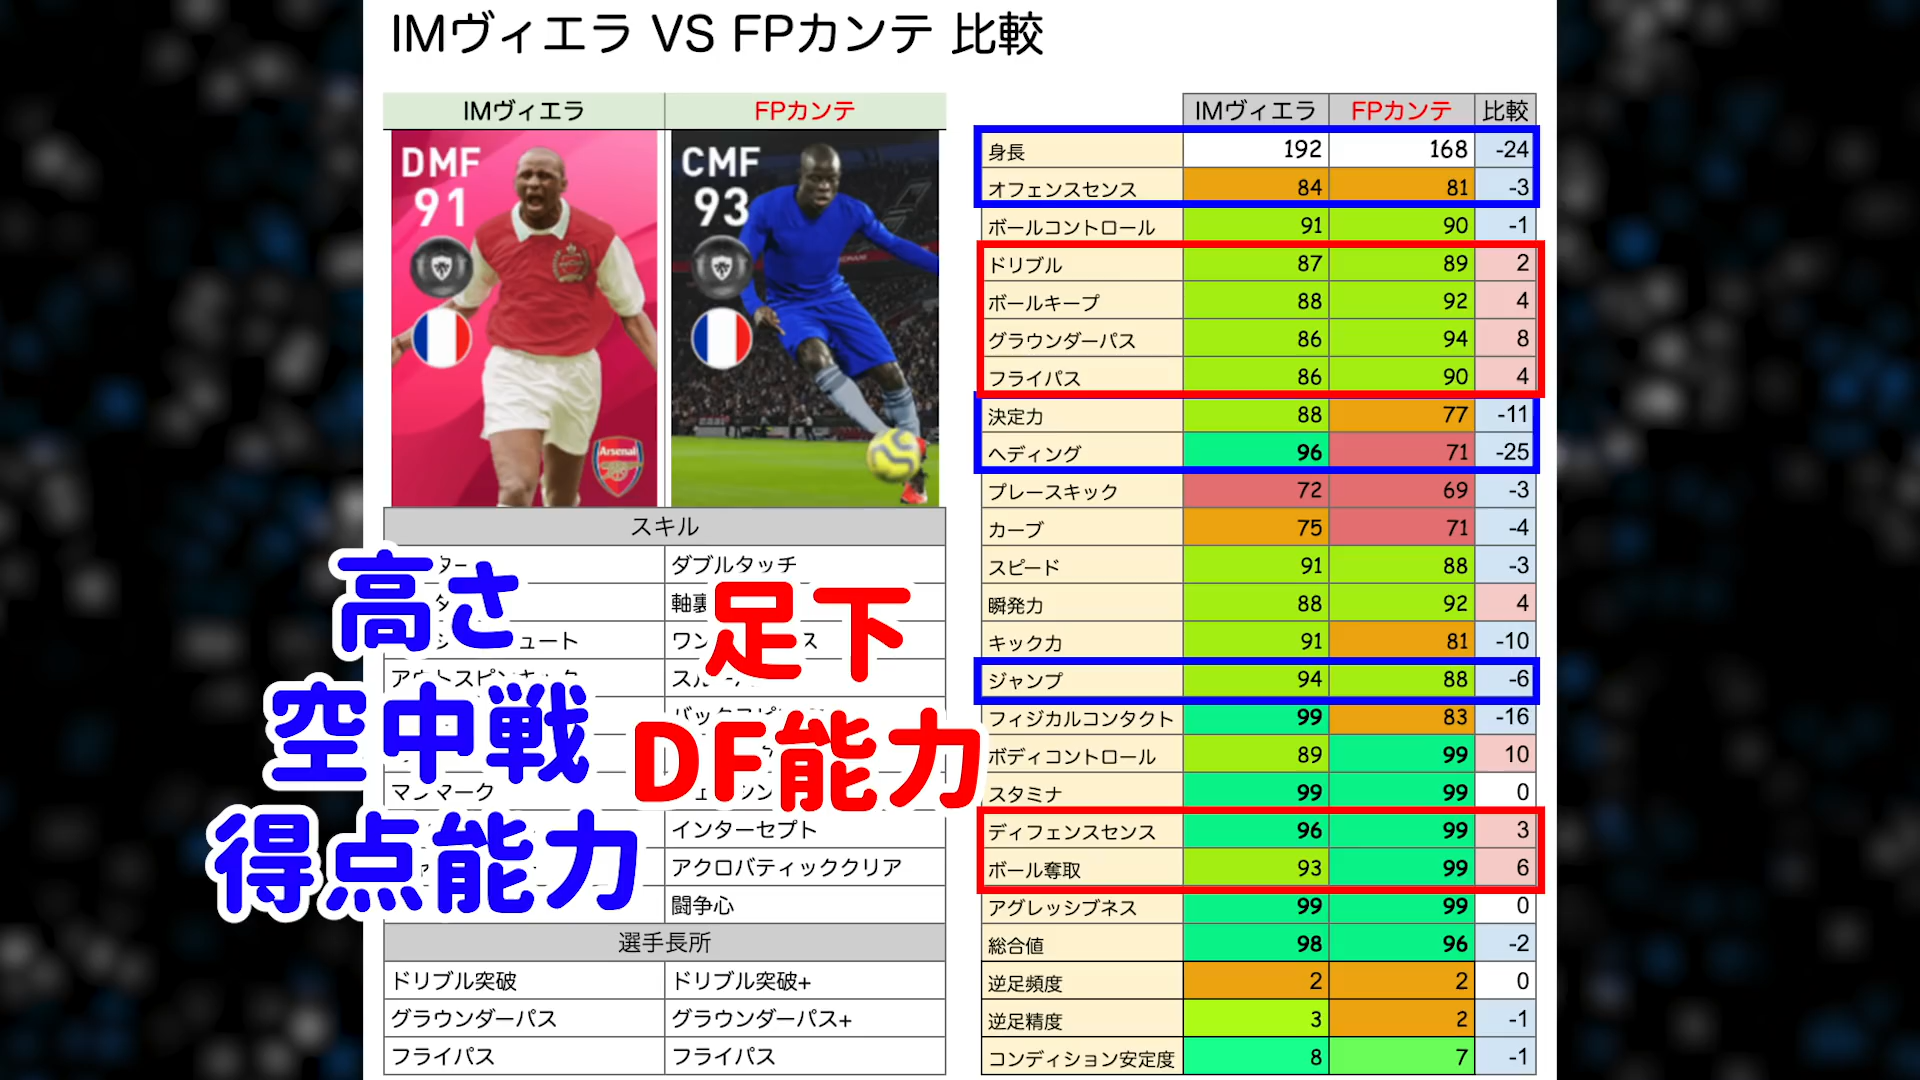 IMヴィエラ VS FPカンテ 比較
IMヴィエラ FPカンテ
DMF
91
Arsenal
CMF
93
スキル
ダブルタッチ
アウトスピンキック
マンマーク
インターセプト
アクロバティッククリア
闘争心
高さ
空中戦
得点能力
足下
DF能力
選手長所
ドリブル突破 ドリブル突破+
グラウンダーパス グラウンダーパス+
フライパス フライパス
IMヴィエラ FPカンテ 比較
身長 192 168 -24
オフェンスセンス 84 81 -3
ボールコントロール 91 90 -1
ドリブル 87 89 2
ボールキープ 88 92 4
グラウンダーパス 86 94 8
フライパス 86 90 4
決定力 88 77 -11
ヘディング 96 71 -25
プレースキック 72 69 -3
カーブ 75 71 -4
スピード 91 88 -3
瞬発力 88 92 4
キック力 91 81 -10
ジャンプ 94 88 -6
フィジカルコンタクト 99 83 -16
ボディコントロール 89 99 10
スタミナ 99 99 0
ディフェンスセンス 96 99 3
ボール奪取 93 99 6
アグレッシブネス 99 99 0
総合値 98 96 -2
逆足頻度 2 2 0
逆足精度 3 2 -1
コンディション安定度 8 7 -1